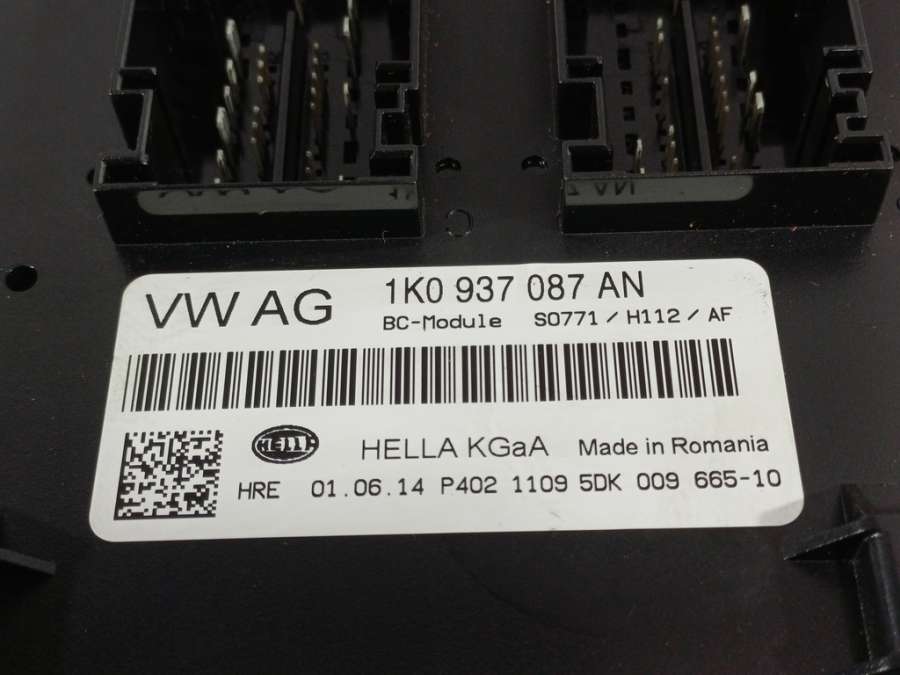 VW AG 1K0 937 087 AN
BC-Module S0771 / H112 / AF
HELLA HELLA KGaA Made in Romania
HRE 01.06.14 P402 1109 5DK 009 665-10